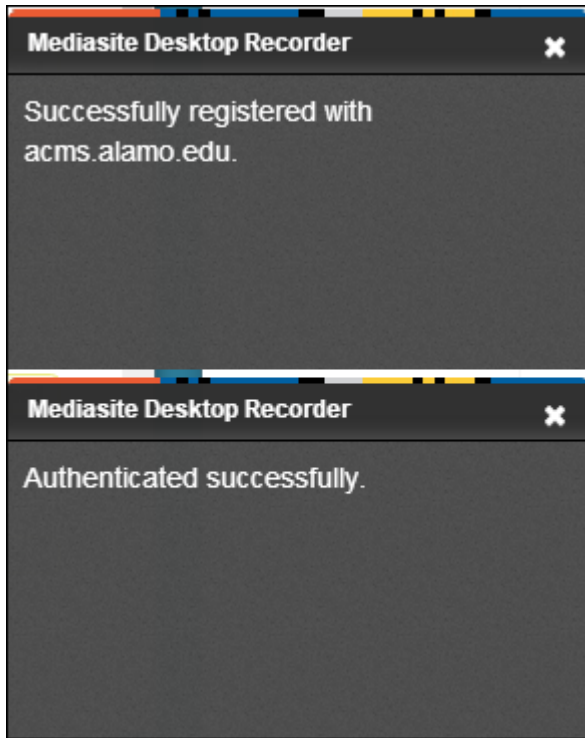 Mediasite Desktop Recorder
Successfully registered with
acms.alamo.edu.
Mediasite Desktop Recorder
Authenticated successfully.